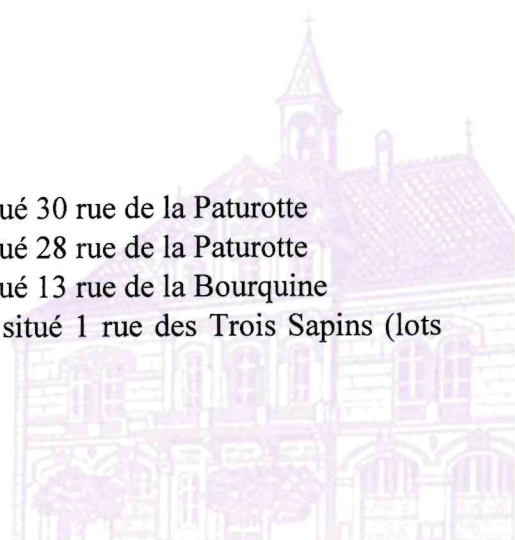 ué 30 rue de la Paturotte
ué 28 rue de la Paturotte
ué 13 rue de la Bourquine
situé 1 rue des Trois Sapins (lots